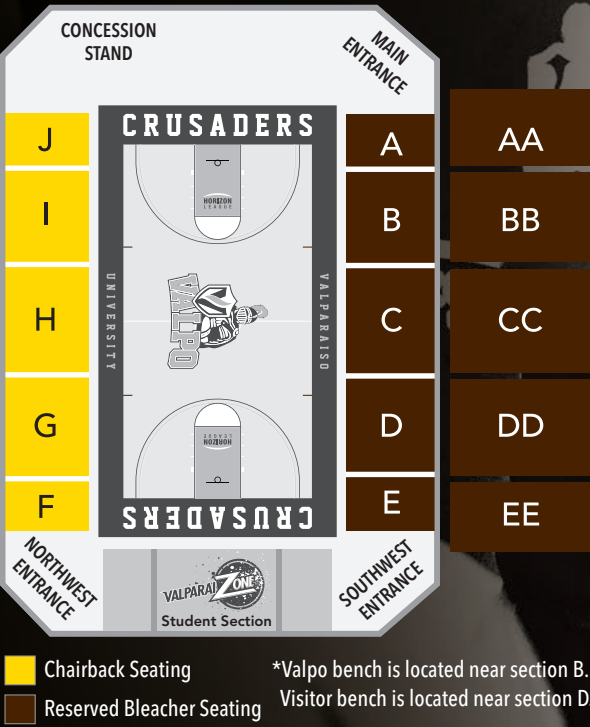 CONCESSION
STAND
MAIN
ENTRANCE
CRUSADERS
J
A
AA
HORIZON
LEAGUE
I
B
BB
UNIVERSITY
VALPO
VALPARAISO
H
C
CC
G
D
DD
HORIZON
LEAGUE
F
E
EE
CRUSADERS
NORTHWEST
ENTRANCE
VALPARAIZONE
Student Section
SOUTHWEST
ENTRANCE
Chairback Seating
Reserved Bleacher Seating
*Valpo bench is located near section B.
Visitor bench is located near section D.